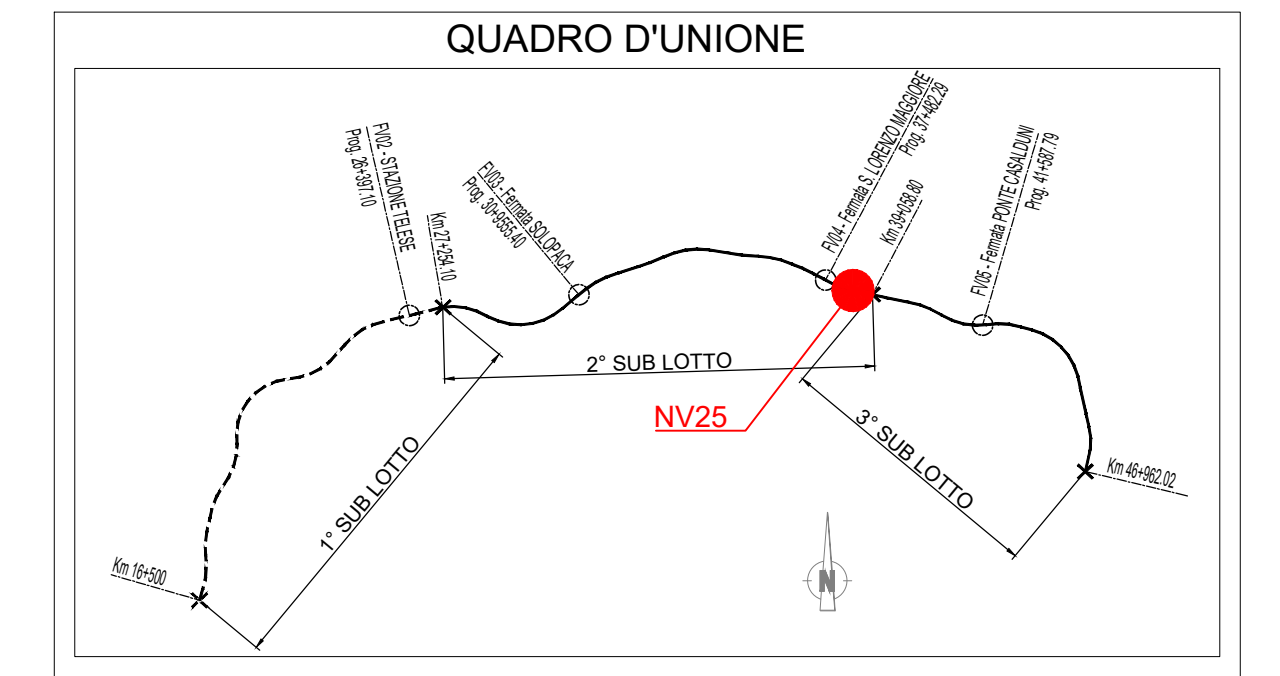 QUADRO D'UNIONE
FV02 - STAZIONE TELESE
Prog. 26+397.10
Km 27+254.10
FV03 - Fermata SOLOPACA
Prog. 30+9555.40
FV04 - Fermata S. LORENZO MAGGIORE
Prog. 37+482.29
Km 39+058.80
FV05 - Fermata PONTE CASALDUNI
Prog. 41+587.79
2° SUB LOTTO
NV25
1° SUB LOTTO
3° SUB LOTTO
Km 46+962.02
Km 16+500
N